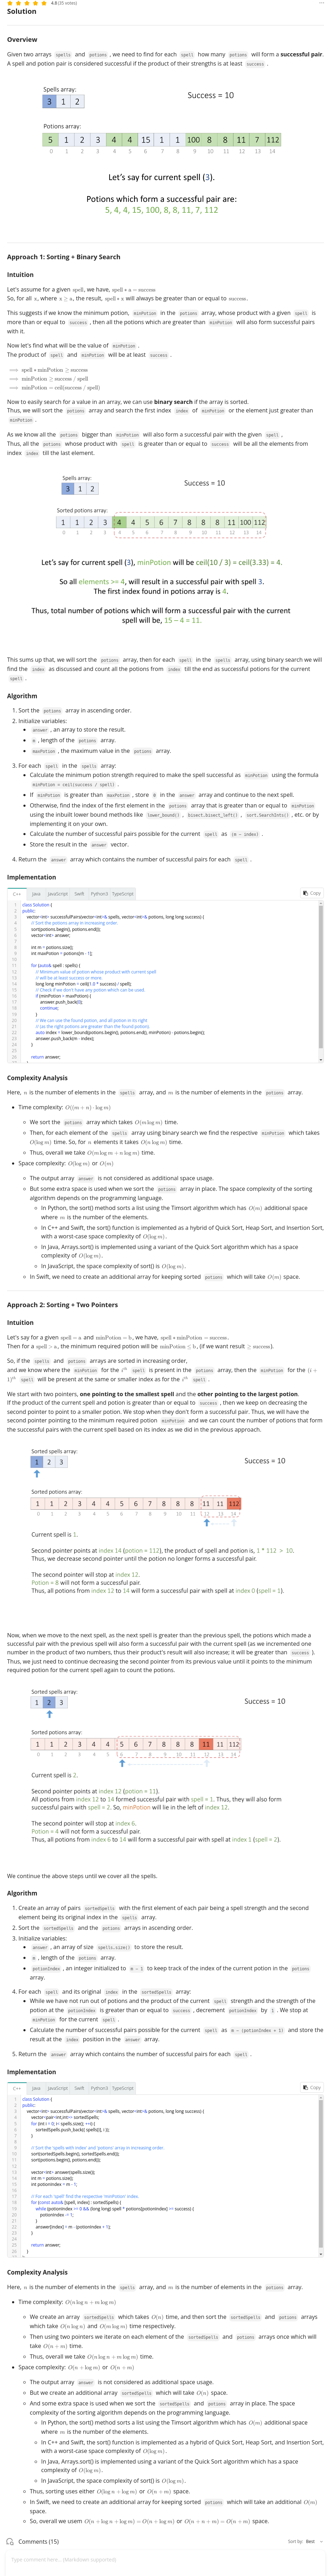 4.8 (35 votes)
Solution
Overview
Given two arrays spells and potions , we need to find for each spell how many potions will form a successful pair.
A spell and potion pair is considered successful if the product of their strengths is at least success .
Spells array:
3 1 2
Success = 10
Potions array:
5 1 2 3 4 4 15 1 1 100 8 8 11 7 112
0 1 2 3 4 5 6 7 8 9 10 11 12 13 14
Let's say for current spell (3).
Potions which will form a successful pair are:
5, 4, 4, 15, 100, 8, 8, 11, 7, 112
Approach 1: Sorting + Binary Search
Intuition
Let's assume for a given spell, we have, spell * a = success
So, for all x, where x ≥ a, the result, spell * x will always be greater than or equal to success.
This suggests if we know the minimum potion, minPotion in the potions array, whose product with a given spell is
more than or equal to success , then all the potions which are greater than minPotion will also form successful pairs
with it.
Now let's find what will be the value of minPotion .
The product of spell and minPotion will be at least success .
⟹ spell * minPotion ≥ success
⟹ minPotion ≥ success / spell
⟹ minPotion = ceil(success / spell)
Now to easily search for a value in an array, we can use binary search if the array is sorted.
Thus, we will sort the potions array and search the first index index of minPotion or the element just greater than
minPotion .
As we know all the potions bigger than minPotion will also form a successful pair with the given spell ,
Thus, all the potions whose product with spell is greater than or equal to success will be all the elements from
index index till the last element.
Spells array:
3 1 2
Success = 10
Sorted potions array:
1 1 2 3 4 4 5 6 7 8 8 8 11 100 112
0 1 2 3 4 5 6 7 8 9 10 11 12 13 14
Let's say for current spell (3), minPotion will be ceil(10 / 3) = ceil(3.33) = 4.
So all elements >= 4, will result in a successful pair with spell 3.
The first index found in potions array is 4.
Thus, total number of potions which will form a successful pair with the current
spell will be, 15 – 4 = 11.
This sums up that, we will sort the potions array, then for each spell in the spells array, using binary search we will
find the index as discussed and count all the potions from index till the end as successful potions for the current
spell .
Algorithm
1. Sort the potions array in ascending order.
2. Initialize variables:
• answer , an array to store the result.
• m , length of the potions array.
• maxPotion , the maximum value in the potions array.
3. For each spell in the spells array:
• Calculate the minimum potion strength required to make the spell successful as minPotion using the formula
minPotion = ceil(success / spell) .
• If minPotion is greater than maxPotion , store 0 in the answer array and continue to the next spell.
• Otherwise, find the index of the first element in the potions array that is greater than or equal to minPotion
using the inbuilt lower bound methods like lower_bound() , bisect.bisect_left() , sort.SearchInts() , etc. or by
implementing it on your own.
• Calculate the number of successful pairs possible for the current spell as (m - index) .
• Store the result in the answer vector.
4. Return the answer array which contains the number of successful pairs for each spell .
Implementation
C++ Java JavaScript Swift Python3 TypeScript Copy
1 class Solution {
2 public:
3 vector<int> successfulPairs(vector<int>& spells, vector<int>& potions, long long success) {
4 // Sort the potions array in increasing order.
5 sort(potions.begin(), potions.end());
6 vector<int> answer;
7
8 int m = potions.size();
9 int maxPotion = potions[m - 1];
10
11 for (auto& spell : spells) {
12 // Minimum value of potion whose product with current spell
13 // will be at least success or more.
14 long long minPotion = ceil(1.0 * success / spell);
15 // Check if we don't have any potion which can be used.
16 if (minPotion > maxPotion) {
17 answer.push_back(0);
18 continue;
19 }
20 // We can use the found potion, and all potion in its right
21 // (as the right potions are greater than the found potion).
22 auto index = lower_bound(potions.begin(), potions.end(), minPotion) - potions.begin();
23 answer.push_back(m - index);
24 }
25
26 return answer;
Complexity Analysis
Here, n is the number of elements in the spells array, and m is the number of elements in the potions array.
• Time complexity: O((m + n) · log m)
• We sort the potions array which takes O(m log m) time.
• Then, for each element of the spells array using binary search we find the respective minPotion which takes
O(log m) time. So, for n elements it takes O(n log m) time.
• Thus, overall we take O(m log m + n log m) time.
• Space complexity: O(log m) or O(m)
• The output array answer is not considered as additional space usage.
• But some extra space is used when we sort the potions array in place. The space complexity of the sorting
algorithm depends on the programming language.
• In Python, the sort() method sorts a list using the Timsort algorithm which has O(m) additional space
where m is the number of the elements.
• In C++ and Swift, the sort() function is implemented as a hybrid of Quick Sort, Heap Sort, and Insertion Sort,
with a worst-case space complexity of O(log m).
• In Java, Arrays.sort() is implemented using a variant of the Quick Sort algorithm which has a space
complexity of O(log m).
• In JavaScript, the space complexity of sort() is O(log m).
• In Swift, we need to create an additional array for keeping sorted potions which will take O(m) space.
Approach 2: Sorting + Two Pointers
Intuition
Let's say for a given spell = a and minPotion = b, we have, spell * minPotion = success.
Then for a spell > a, the minimum required potion will be minPotion ≤ b, (if we want result ≥ success).
So, if the spells and potions arrays are sorted in increasing order,
and we know where the minPotion for the iᵗʰ spell is present in the potions array, then the minPotion for the (i +
1)ᵗʰ spell will be present at the same or smaller index as for the iᵗʰ spell .
We start with two pointers, one pointing to the smallest spell and the other pointing to the largest potion.
If the product of the current spell and potion is greater than or equal to success , then we keep on decreasing the
second pointer to point to a smaller potion. We stop when they don't form a successful pair. Thus, we will have the
second pointer pointing to the minimum required potion minPotion and we can count the number of potions that form
the successful pairs with the current spell based on its index as we did in the previous approach.
Sorted spells array:
1 2 3
Success = 10
Sorted potions array:
1 1 2 3 4 4 5 6 7 8 8 8 11 11 112
0 1 2 3 4 5 6 7 8 9 10 11 12 13 14
Current spell is 1.
Second pointer points at index 14 (potion = 112), the product of spell and potion is, 1 * 112 > 10.
Thus, we decrease second pointer until the potion no longer forms a successful pair.
The second pointer will stop at index 12.
Potion = 8 will not form a successful pair.
Thus, all potions from index 12 to 14 will form a successful pair with spell at index 0 (spell = 1).
Now, when we move to the next spell, as the next spell is greater than the previous spell, the potions which made a
successful pair with the previous spell will also form a successful pair with the current spell (as we incremented one
number in the product of two numbers, thus their product's result will also increase; it will be greater than success ).
Thus, we just need to continue decreasing the second pointer from its previous value until it points to the minimum
required potion for the current spell again to count the potions.
Sorted spells array:
1 2 3
Success = 10
Sorted potions array:
1 1 2 3 4 4 5 6 7 8 8 8 11 11 112
0 1 2 3 4 5 6 7 8 9 10 11 12 13 14
Current spell is 2.
Second pointer points at index 12 (potion = 11).
All potions from index 12 to 14 formed successful pair with spell = 1. Thus, they will also form
successful pairs with spell = 2. So, minPotion will lie in the left of index 12.
The second pointer will stop at index 6.
Potion = 4 will not form a successful pair.
Thus, all potions from index 6 to 14 will form a successful pair with spell at index 1 (spell = 2).
We continue the above steps until we cover all the spells.
Algorithm
1. Create an array of pairs sortedSpells with the first element of each pair being a spell strength and the second
element being its original index in the spells array.
2. Sort the sortedSpells and the potions arrays in ascending order.
3. Initialize variables:
• answer , an array of size spells.size() to store the result.
• m , length of the potions array.
• potionIndex , an integer initialized to m - 1 to keep track of the index of the current potion in the potions
array.
4. For each spell and its original index in the sortedSpells array:
• While we have not run out of potions and the product of the current spell strength and the strength of the
potion at the potionIndex is greater than or equal to success , decrement potionIndex by 1 . We stop at
minPotion for the current spell .
• Calculate the number of successful pairs possible for the current spell as m - (potionIndex + 1) and store the
result at the index position in the answer array.
5. Return the answer array which contains the number of successful pairs for each spell .
Implementation
C++ Java JavaScript Swift Python3 TypeScript Copy
1 class Solution {
2 public:
3 vector<int> successfulPairs(vector<int>& spells, vector<int>& potions, long long success) {
4 vector<pair<int,int>> sortedSpells;
5 for (int i = 0; i < spells.size(); ++i) {
6 sortedSpells.push_back({ spells[i], i });
7 }
8
9 // Sort the 'spells with index' and 'potions' array in increasing order.
10 sort(sortedSpells.begin(), sortedSpells.end());
11 sort(potions.begin(), potions.end());
12
13 vector<int> answer(spells.size());
14 int m = potions.size();
15 int potionIndex = m - 1;
16
17 // For each 'spell' find the respective 'minPotion' index.
18 for (const auto& [spell, index] : sortedSpells) {
19 while (potionIndex >= 0 && (long long) spell * potions[potionIndex] >= success) {
20 potionIndex -= 1;
21 }
22 answer[index] = m - (potionIndex + 1);
23 }
24
25 return answer;
26 }
Complexity Analysis
Here, n is the number of elements in the spells array, and m is the number of elements in the potions array.
• Time complexity: O(n log n + m log m)
• We create an array sortedSpells which takes O(n) time, and then sort the sortedSpells and potions arrays
which take O(n log n) and O(m log m) time respectively.
• Then using two pointers we iterate on each element of the sortedSpells and potions arrays once which will
take O(n + m) time.
• Thus, overall we take O(n log n + m log m) time.
• Space complexity: O(n + log m) or O(n + m)
• The output array answer is not considered as additional space usage.
• But we create an additional array sortedSpells which will take O(n) space.
• And some extra space is used when we sort the sortedSpells and potions array in place. The space
complexity of the sorting algorithm depends on the programming language.
• In Python, the sort() method sorts a list using the Timsort algorithm which has O(m) additional space
where m is the number of the elements.
• In C++ and Swift, the sort() function is implemented as a hybrid of Quick Sort, Heap Sort, and Insertion Sort,
with a worst-case space complexity of O(log m).
• In Java, Arrays.sort() is implemented using a variant of the Quick Sort algorithm which has a space
complexity of O(log m).
• In JavaScript, the space complexity of sort() is O(log m).
• Thus, sorting uses either O(log n + log m) or O(n + m) space.
• In Swift, we need to create an additional array for keeping sorted potions which will take an additional O(m)
space.
• So, overall we usem O(n + log n + log m) = O(n + log m) or O(n + n + m) = O(n + m) space.
Comments (15)
Sort by: Best
Type comment here... (Markdown supported)